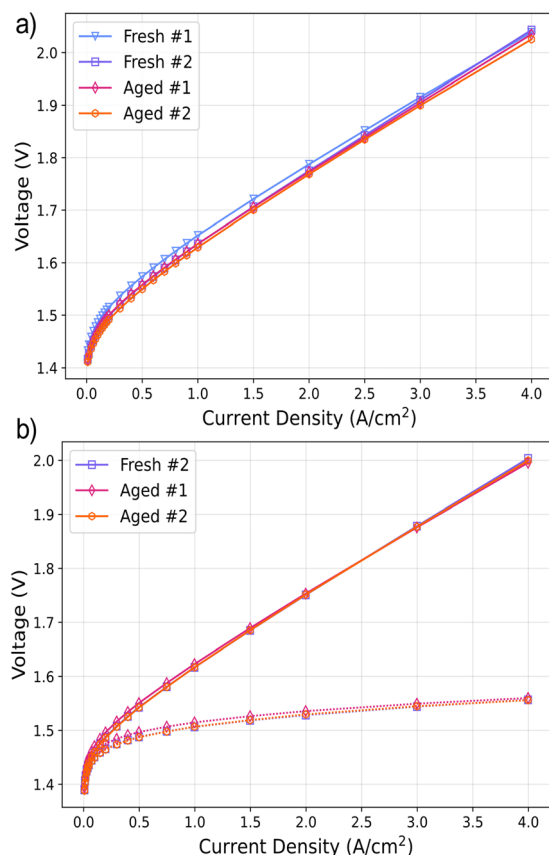 a)
Fresh #1
Fresh #2
Aged #1
Aged #2
Voltage (V)
2.0
1.9
1.8
1.7
1.6
1.5
1.4
0.0 0.5 1.0 1.5 2.0 2.5 3.0 3.5 4.0
Current Density (A/cm²)
b)
Fresh #2
Aged #1
Aged #2
Voltage (V)
2.0
1.9
1.8
1.7
1.6
1.5
1.4
0.0 0.5 1.0 1.5 2.0 2.5 3.0 3.5 4.0
Current Density (A/cm²)